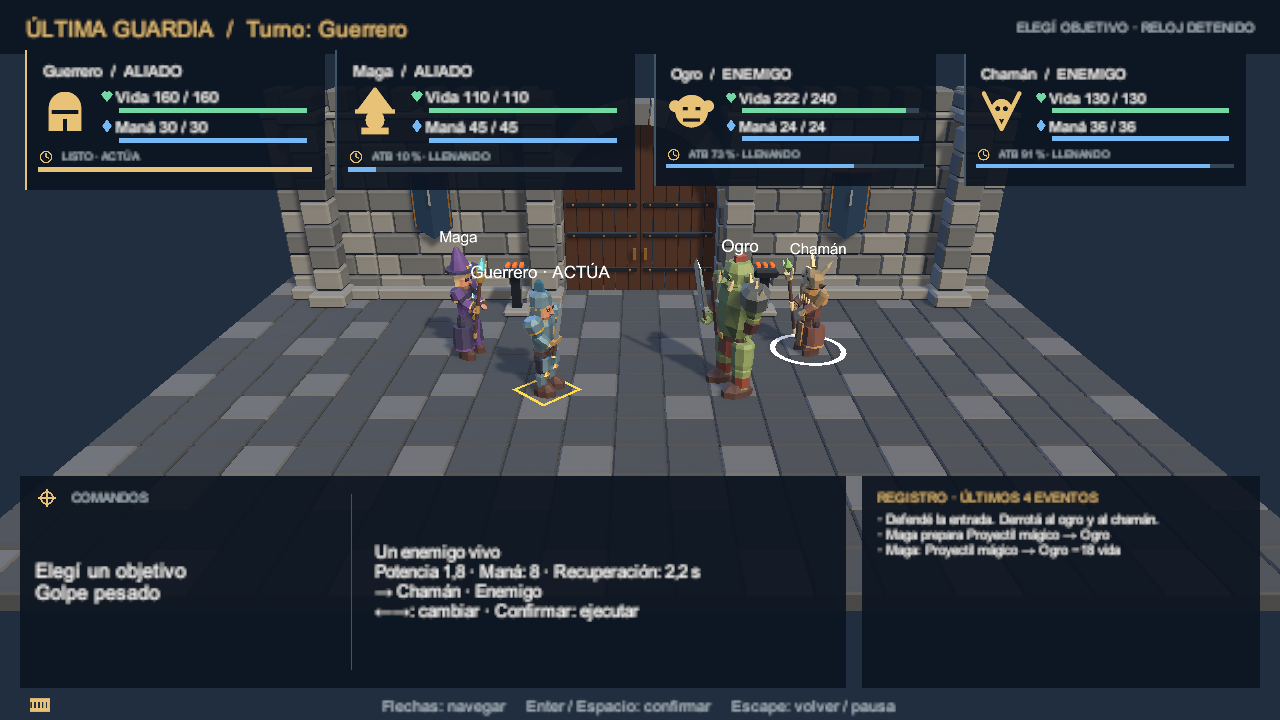 ÚLTIMA GUARDIA / Turno: Guerrero
ELEGÍ OBJETIVO · RELOJ DETENIDO
Guerrero / ALIADO
Vida 160 / 160
Maná 30 / 30
LISTO · ACTÚA
Maga / ALIADO
Vida 110 / 110
Maná 45 / 45
ATB 10 % · LLENANDO
Ogro / ENEMIGO
Vida 222 / 240
Maná 24 / 24
ATB 73 % · LLENANDO
Chamán / ENEMIGO
Vida 130 / 130
Maná 36 / 36
ATB 91 % · LLENANDO
Maga
Guerrero · ACTÚA
Ogro
Chamán
COMANDOS
Elegí un objetivo
Golpe pesado
Un enemigo vivo
Potencia 1,8 · Maná: 8 · Recuperación: 2,2 s
→ Chamán · Enemigo
←→: cambiar · Confirmar: ejecutar
REGISTRO · ÚLTIMOS 4 EVENTOS
· Defendé la entrada. Derrotá al ogro y al chamán.
· Maga prepara Proyectil mágico → Ogro
· Maga: Proyectil mágico → Ogro −18 vida
Flechas: navegar Enter / Espacio: confirmar Escape: volver / pausa